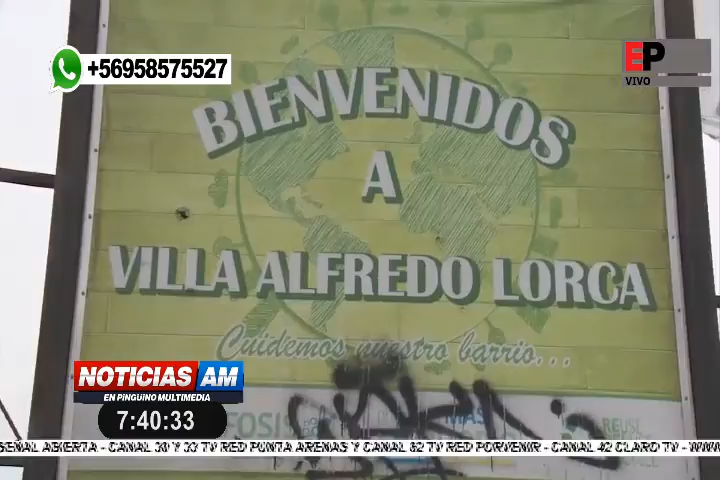 +56958575527
EP
VIVO
BIENVENIDOS
A
VILLA ALFREDO LORCA
Cuidemos nuestro barrio...
NOTICIAS AM
EN PINGÜINO MULTIMEDIA
7:40:33
SEÑAL ABIERTA - CANAL 30 Y 33 TV RED PUNTA ARENAS Y CANAL 62 TV RED PORVENIR - CANAL 42 CLARO TV - WWW